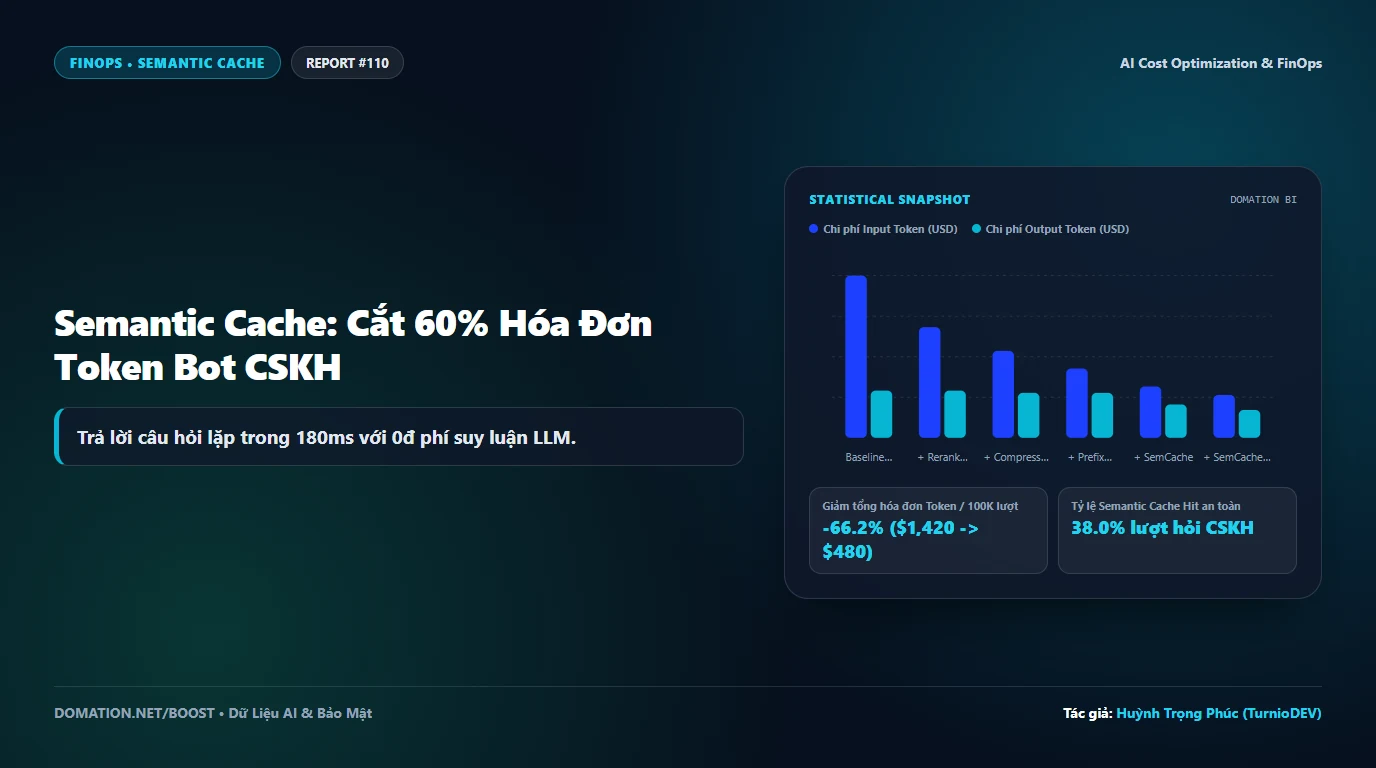 FINOPS • SEMANTIC CACHE
REPORT #110
AI Cost Optimization & FinOps
Semantic Cache: Cắt 60% Hóa Đơn
Token Bot CSKH
Trả lời câu hỏi lặp trong 180ms với 0đ phí suy luận LLM.
STATISTICAL SNAPSHOT
DOMATION BI
Chi phí Input Token (USD)
Chi phí Output Token (USD)
Baseline...
+ Rerank...
+ Compress...
+ Prefix...
+ SemCache
+ SemCache...
Giảm tổng hóa đơn Token / 100K lượt
-66.2% ($1,420 ->
$480)
Tỷ lệ Semantic Cache Hit an toàn
38.0% lượt hỏi CSKH
DOMATION.NET/BOOST • Dữ Liệu AI & Bảo Mật
Tác giả: Huỳnh Trọng Phúc (TurnioDEV)